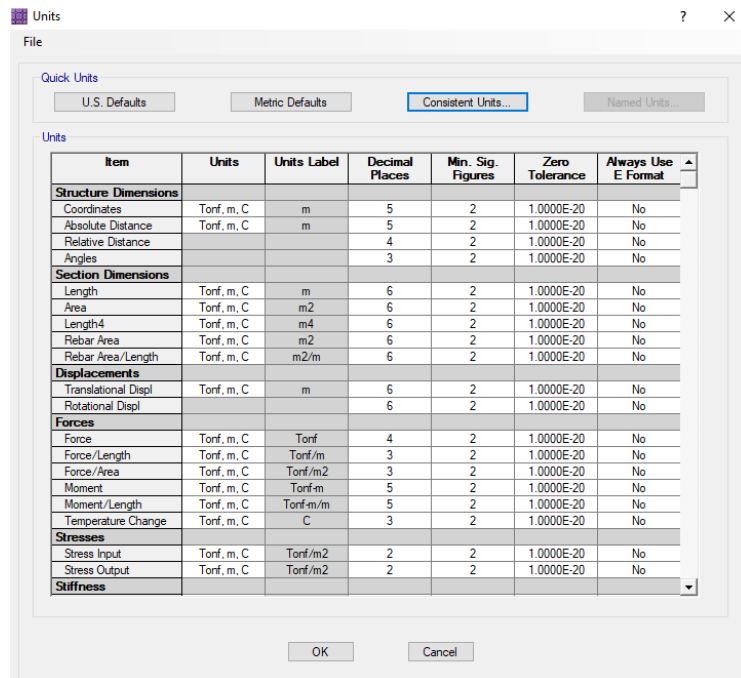 Units ?
File
Quick Units
U.S. Defaults Metric Defaults Consistent Units... Named Units...
Units
Item Units Units Label Decimal Places Min. Sig. Figures Zero Tolerance Always Use E Format
Structure Dimensions
Coordinates Tonf, m, C m 5 2 1.0000E-20 No
Absolute Distance Tonf, m, C m 5 2 1.0000E-20 No
Relative Distance 4 2 1.0000E-20 No
Angles 3 2 1.0000E-20 No
Section Dimensions
Length Tonf, m, C m 6 2 1.0000E-20 No
Area Tonf, m, C m2 6 2 1.0000E-20 No
Length4 Tonf, m, C m4 6 2 1.0000E-20 No
Rebar Area Tonf, m, C m2 6 2 1.0000E-20 No
Rebar Area/Length Tonf, m, C m2/m 6 2 1.0000E-20 No
Displacements
Translational Displ Tonf, m, C m 6 2 1.0000E-20 No
Rotational Displ 6 2 1.0000E-20 No
Forces
Force Tonf, m, C Tonf 4 2 1.0000E-20 No
Force/Length Tonf, m, C Tonf/m 3 2 1.0000E-20 No
Force/Area Tonf, m, C Tonf/m2 3 2 1.0000E-20 No
Moment Tonf, m, C Tonf-m 5 2 1.0000E-20 No
Moment/Length Tonf, m, C Tonf-m/m 5 2 1.0000E-20 No
Temperature Change Tonf, m, C C 3 2 1.0000E-20 No
Stresses
Stress Input Tonf, m, C Tonf/m2 2 2 1.0000E-20 No
Stress Output Tonf, m, C Tonf/m2 2 2 1.0000E-20 No
Stiffness
OK Cancel